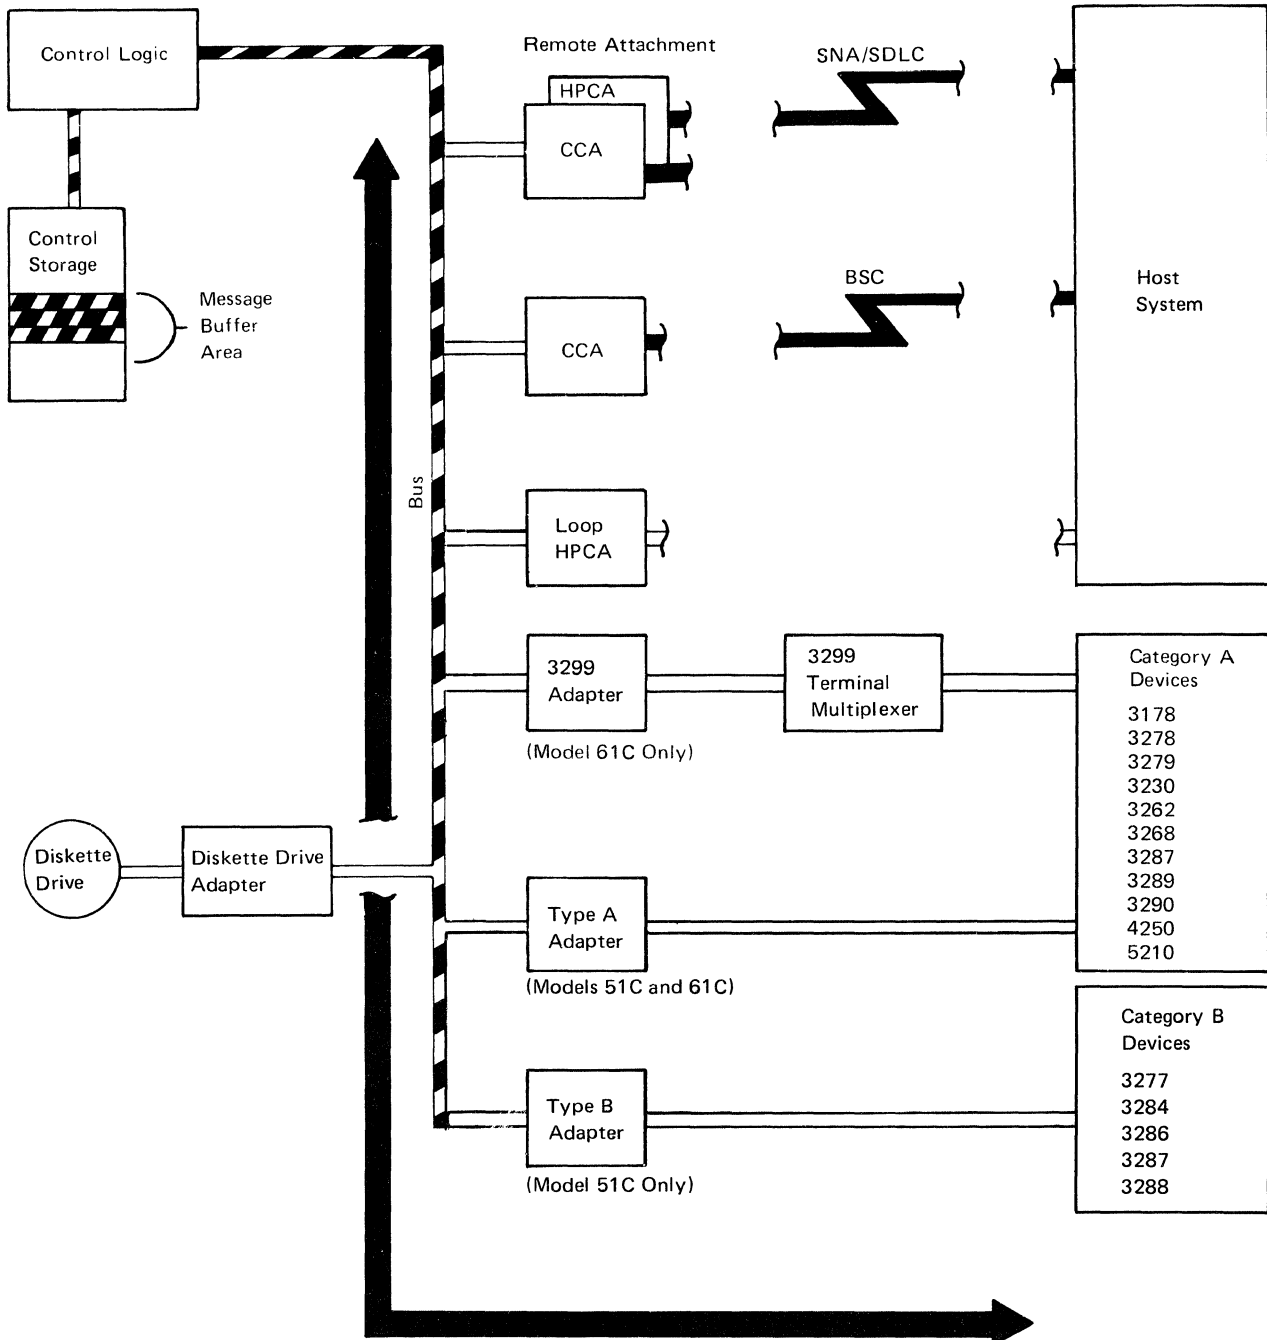 Control Logic
Control
Storage
Message
Buffer
Area
Bus
Remote Attachment
HPCA
CCA
SNA/SDLC
CCA
BSC
Host
System
Loop
HPCA
3299
Adapter
(Model 61C Only)
3299
Terminal
Multiplexer
Category A
Devices
3178
3278
3279
3230
3262
3268
3287
3289
3290
4250
5210
Diskette
Drive
Diskette Drive
Adapter
Type A
Adapter
(Models 51C and 61C)
Type B
Adapter
(Model 51C Only)
Category B
Devices
3277
3284
3286
3287
3288